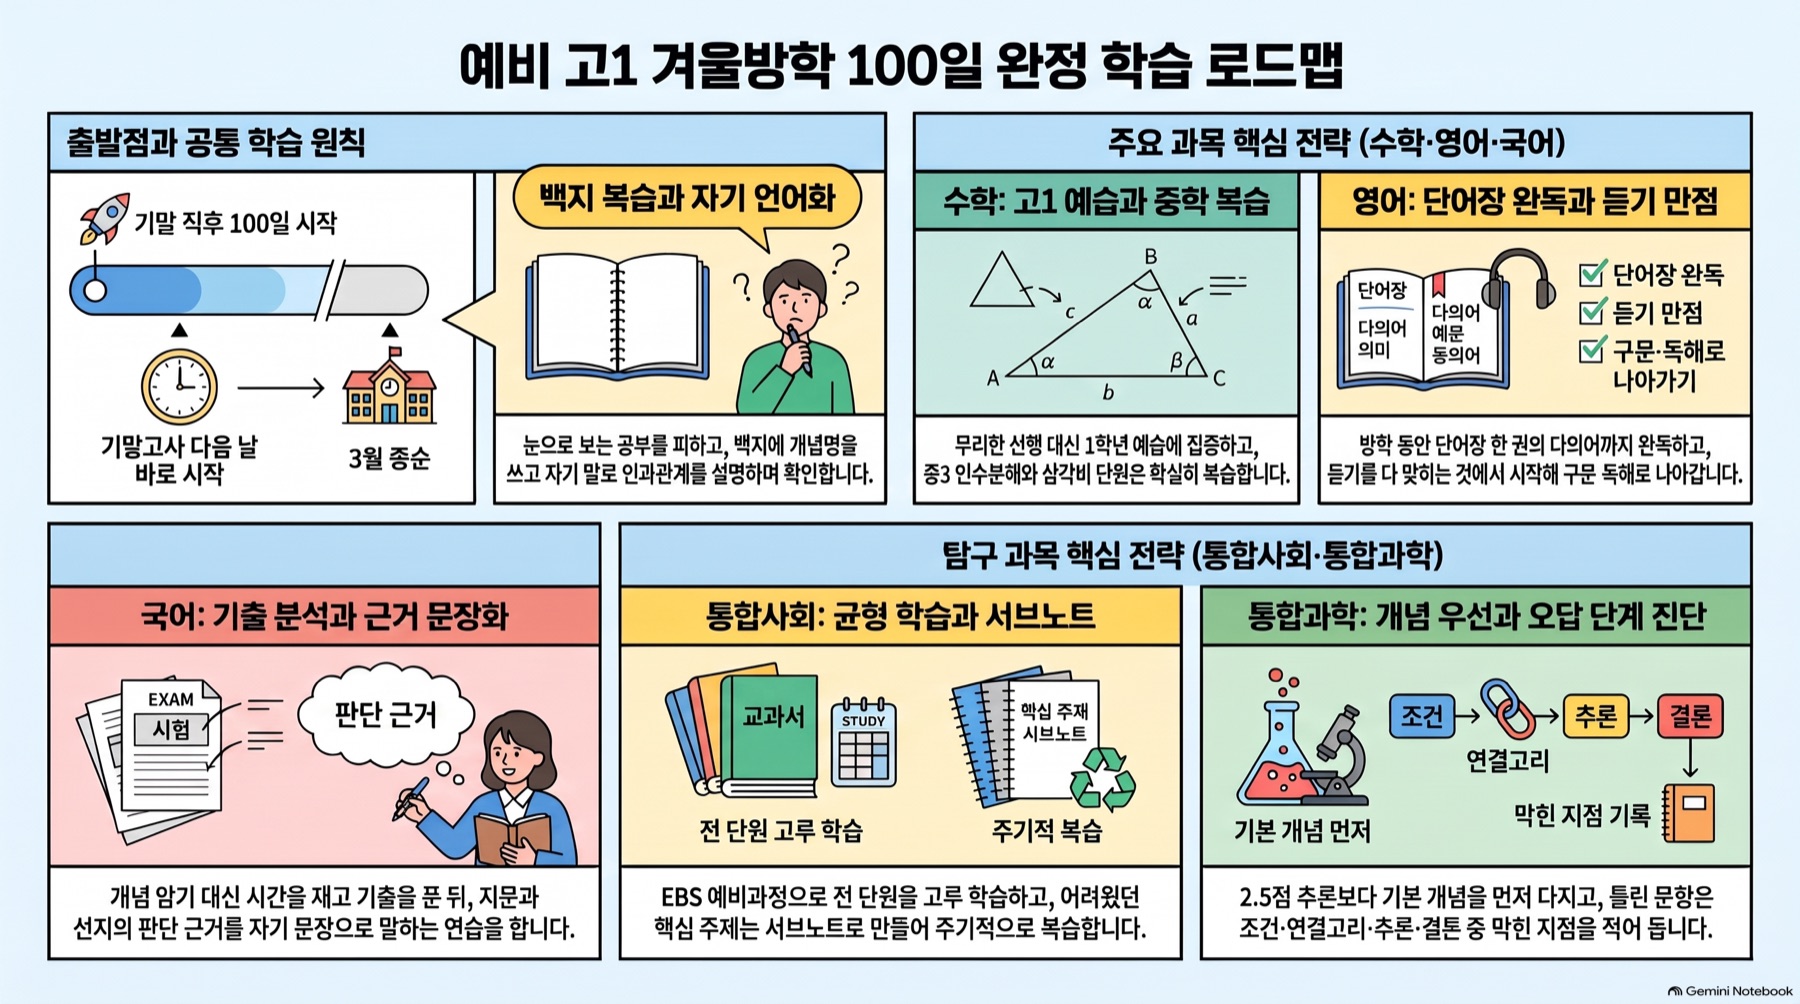 예비 고1 겨울방학 100일 완정 학습 로드맵
출발점과 공통 학습 원칙
기말 직후 100일 시작
기말고사 다음 날
바로 시작
3월 중순
백지 복습과 자기 언어화
눈으로 보는 공부를 피하고, 백지에 개념명을
쓰고 자기 말로 인과관계를 설명하며 확인합니다.
주요 과목 핵심 전략 (수학·영어·국어)
수학: 고1 예습과 중학 복습
B
α
c
a
A
α
β
C
b
무리한 선행 대신 1학년 예습에 집중하고,
중3 인수분해와 삼각비 단원은 확실히 복습합니다.
영어: 단어장 완독과 듣기 만점
단어장
다의어
의미
다의어
예문
동의어
단어장 완독
듣기 만점
구문·독해로
나아가기
방학 동안 단어장 한 권의 다의어까지 완독하고,
듣기를 다 맞히는 것에서 시작해 구문 독해로 나아갑니다.
국어: 기출 분석과 근거 문장화
EXAM
시험
판단 근거
개념 암기 대신 시간을 재고 기출을 푼 뒤, 지문과
선지의 판단 근거를 자기 문장으로 말하는 연습을 합니다.
탐구 과목 핵심 전략 (통합사회·통합과학)
통합사회: 균형 학습과 서브노트
교과서
STUDY
전 단원 고루 학습
핵심 주재
시브노트
주기적 복습
EBS 예비과정으로 전 단원을 고루 학습하고, 어려웠던
핵심 주제는 서브노트로 만들어 주기적으로 복습합니다.
통합과학: 개념 우선과 오답 단계 진단
기본 개념 먼저
조건
연결고리
추론
결론
막힌 지점 기록
2.5점 추론보다 기본 개념을 먼저 다지고, 틀린 문항은
조건·연결고리·추론·결톤 중 막힌 지점을 적어 둡니다.
Gemini Notebook